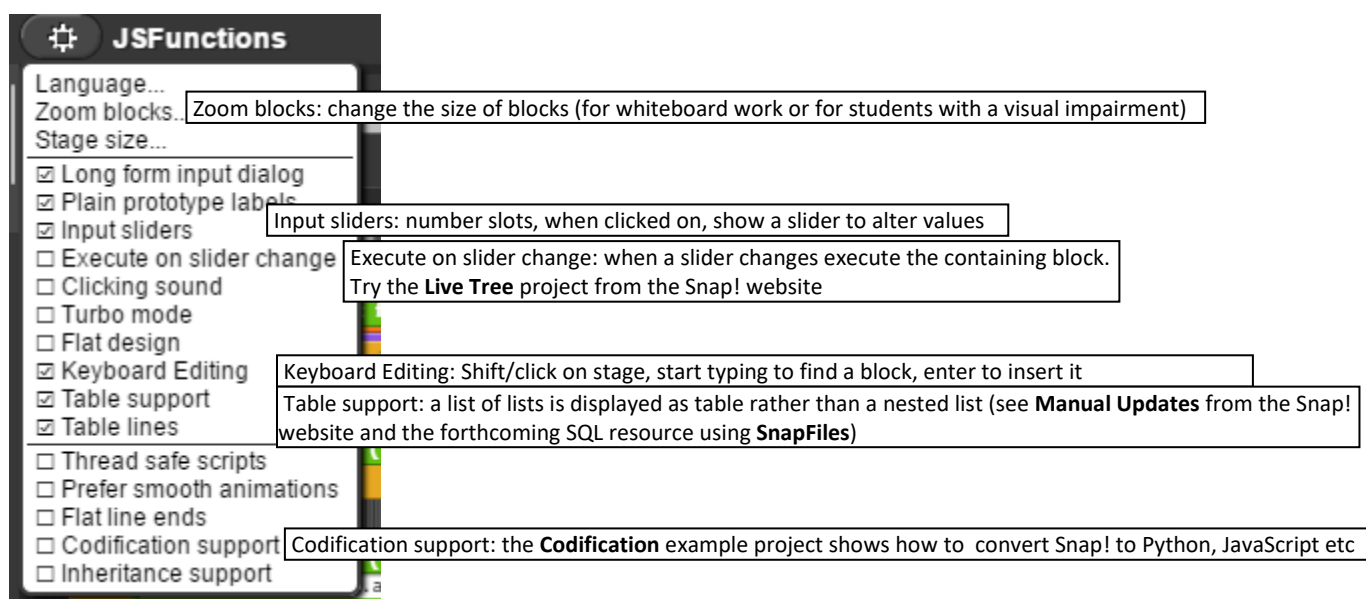 JSFunctions
Language...
Zoom blocks..
Zoom blocks: change the size of blocks (for whiteboard work or for students with a visual impairment)
Stage size...
☑ Long form input dialog
☑ Plain prototype labels
☑ Input sliders
Input sliders: number slots, when clicked on, show a slider to alter values
☐ Execute on slider change
Execute on slider change: when a slider changes execute the containing block.
Try the Live Tree project from the Snap! website
☐ Clicking sound
☐ Turbo mode
☐ Flat design
☑ Keyboard Editing
Keyboard Editing: Shift/click on stage, start typing to find a block, enter to insert it
☑ Table support
Table support: a list of lists is displayed as table rather than a nested list (see Manual Updates from the Snap!
website and the forthcoming SQL resource using SnapFiles)
☑ Table lines
☐ Thread safe scripts
☐ Prefer smooth animations
☐ Flat line ends
☐ Codification support
Codification support: the Codification example project shows how to convert Snap! to Python, JavaScript etc
☐ Inheritance support